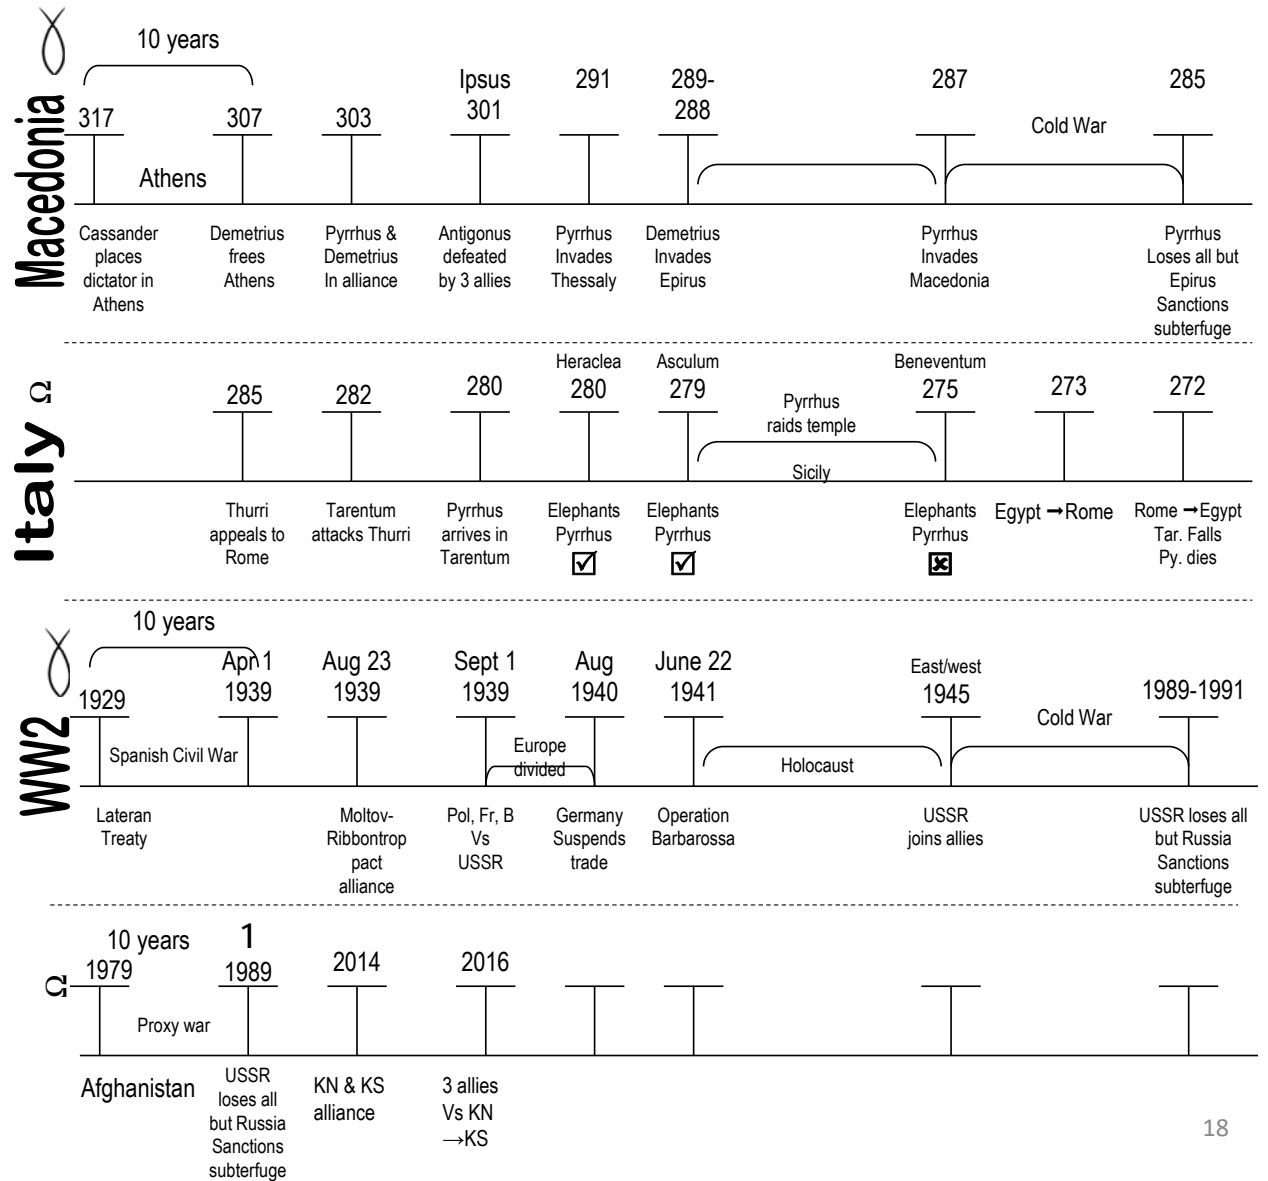 Macedonia
10 years
317
307
303
Ipsus
301
291
289-
288
287
285
Athens
Cold War
Cassander
places
dictator in
Athens
Demetrius
frees
Athens
Pyrrhus &
Demetrius
In alliance
Antigonus
defeated
by 3 allies
Pyrrhus
Invades
Thessaly
Demetrius
Invades
Epirus
Pyrrhus
Invades
Macedonia
Pyrrhus
Loses all but
Epirus
Sanctions
subterfuge
Italy Ω
285
282
280
Heraclea
280
Asculum
279
Pyrrhus
raids temple
Sicily
Beneventum
275
273
272
Thurri
appeals to
Rome
Tarentum
attacks Thurri
Pyrrhus
arrives in
Tarentum
Elephants
Pyrrhus
Elephants
Pyrrhus
Elephants
Pyrrhus
Egypt →Rome
Rome →Egypt
Tar. Falls
Py. dies
WW2
10 years
1929
Apr 1
1939
Aug 23
1939
Sept 1
1939
Aug
1940
June 22
1941
East/west
1945
1989-1991
Spanish Civil War
Europe
divided
Holocaust
Cold War
Lateran
Treaty
Moltov-
Ribbontrop
pact
alliance
Pol, Fr, B
Vs
USSR
Germany
Suspends
trade
Operation
Barbarossa
USSR
joins allies
USSR loses all
but Russia
Sanctions
subterfuge
Ω
10 years
1979
1
1989
2014
2016
Proxy war
Afghanistan
USSR
loses all
but Russia
Sanctions
subterfuge
KN & KS
alliance
3 allies
Vs KN
→KS
18